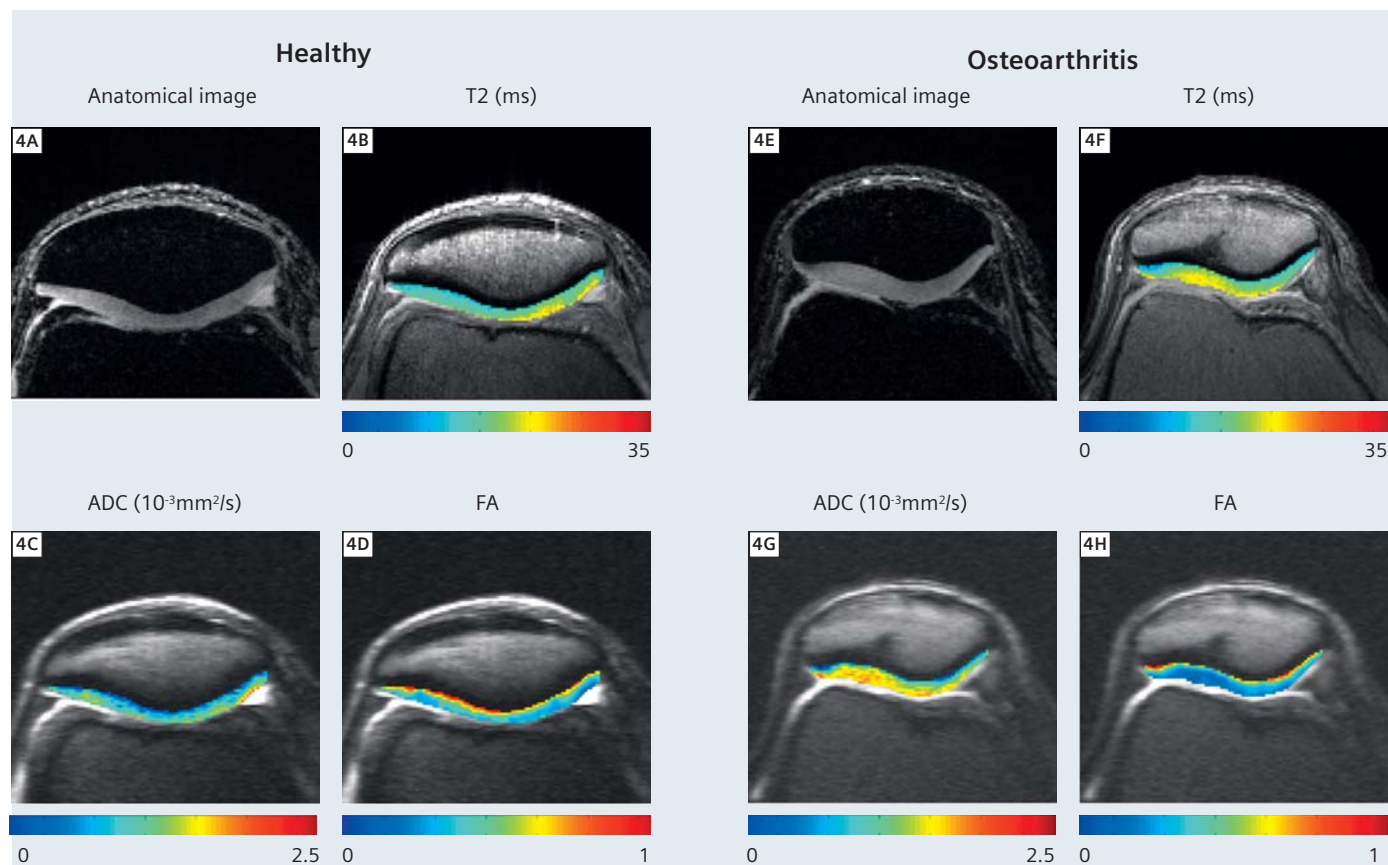 Healthy
Osteoarthritis
Anatomical image
T2 (ms)
Anatomical image
T2 (ms)
4A
4B
4E
4F
0 35
0 35
ADC (10-3mm2/s)
FA
ADC (10-3mm2/s)
FA
4C
4D
4G
4H
0 2.5
0 1
0 2.5
0 1